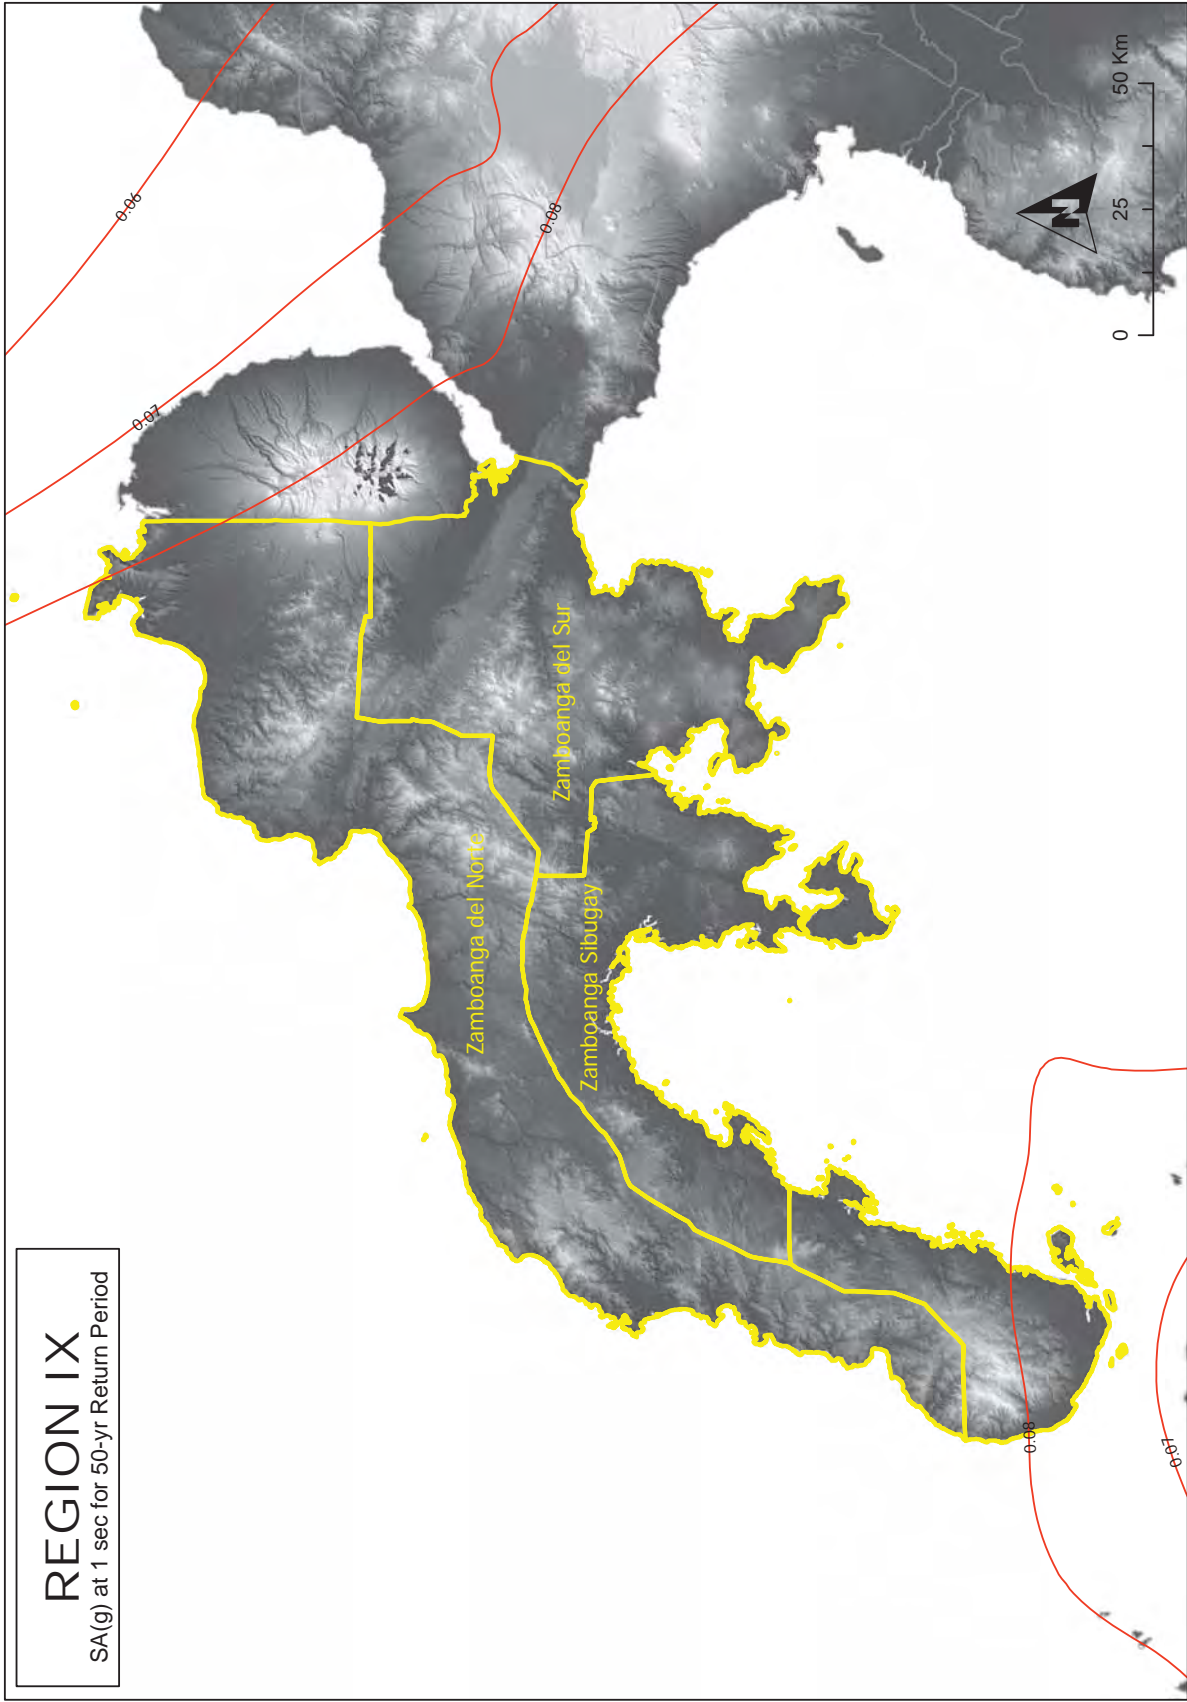 REGION IX
SA(g) at 1 sec for 50-yr Return Period
0.06
0.07
0.08
Zamboanga del Norte
Zamboanga del Sur
Zamboanga Sibugay
0.08
0.07
N
0 25 50 Km